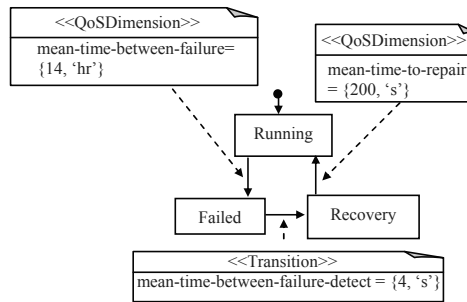 <<QoSDimension>>
mean-time-between-failure=
{14, ‘hr’}
<<QoSDimension>>
mean-time-to-repair
= {200, ‘s’}
Running
Failed
Recovery
<<Transition>>
mean-time-between-failure-detect = {4, ‘s’}